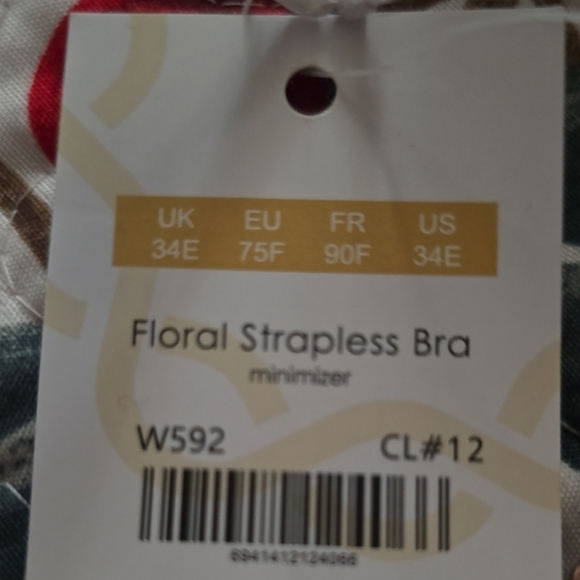 UK EU FR US
34E 75F 90F 34E
Floral Strapless Bra
minimizer
W592 CL#12
6941412124066